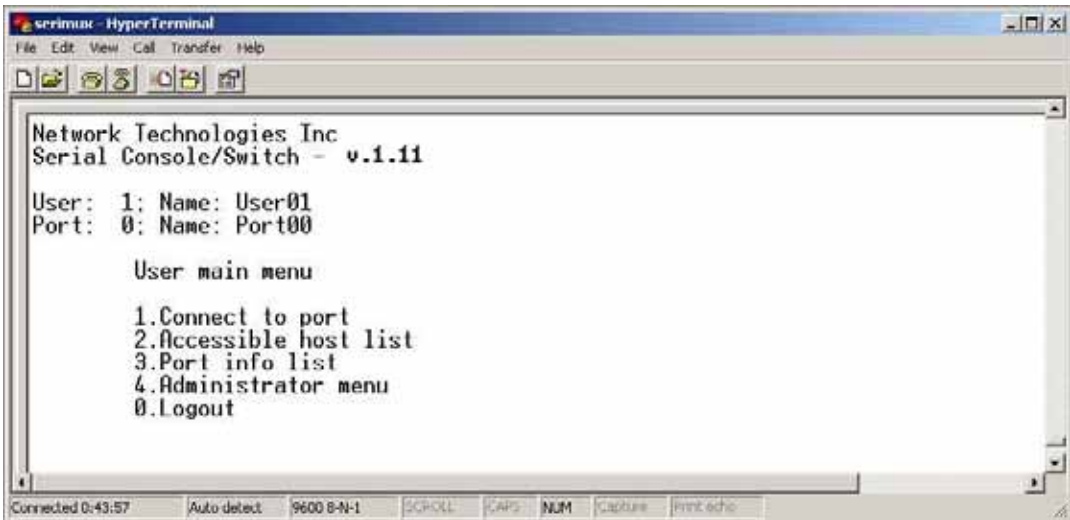 serimux - HyperTerminal
File Edit View Call Transfer Help
Network Technologies Inc
Serial Console/Switch - v.1.11
User: 1; Name: User01
Port: 0; Name: Port00
User main menu
1.Connect to port
2.Accessible host list
3.Port info list
4.Administrator menu
0.Logout
Connected 0:43:57 Auto detect 9600 8-N-1 SCROLL CAPS NUM Capture Print echo